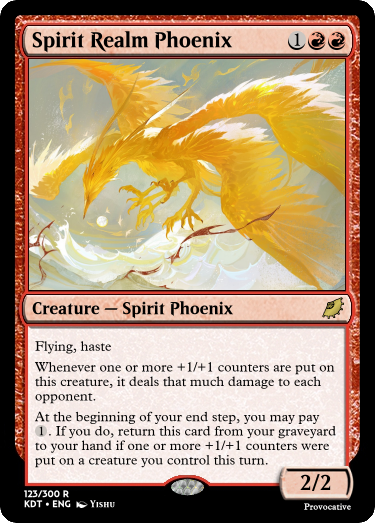 Spirit Realm Phoenix 1
Creature — Spirit Phoenix
Flying, haste
Whenever one or more +1/+1 counters are put on
this creature, it deals that much damage to each
opponent.
At the beginning of your end step, you may pay
1. If you do, return this card from your graveyard
to your hand if one or more +1/+1 counters were
put on a creature you control this turn.
2/2
123/300 R
KDT • ENG Yishu
Provocative